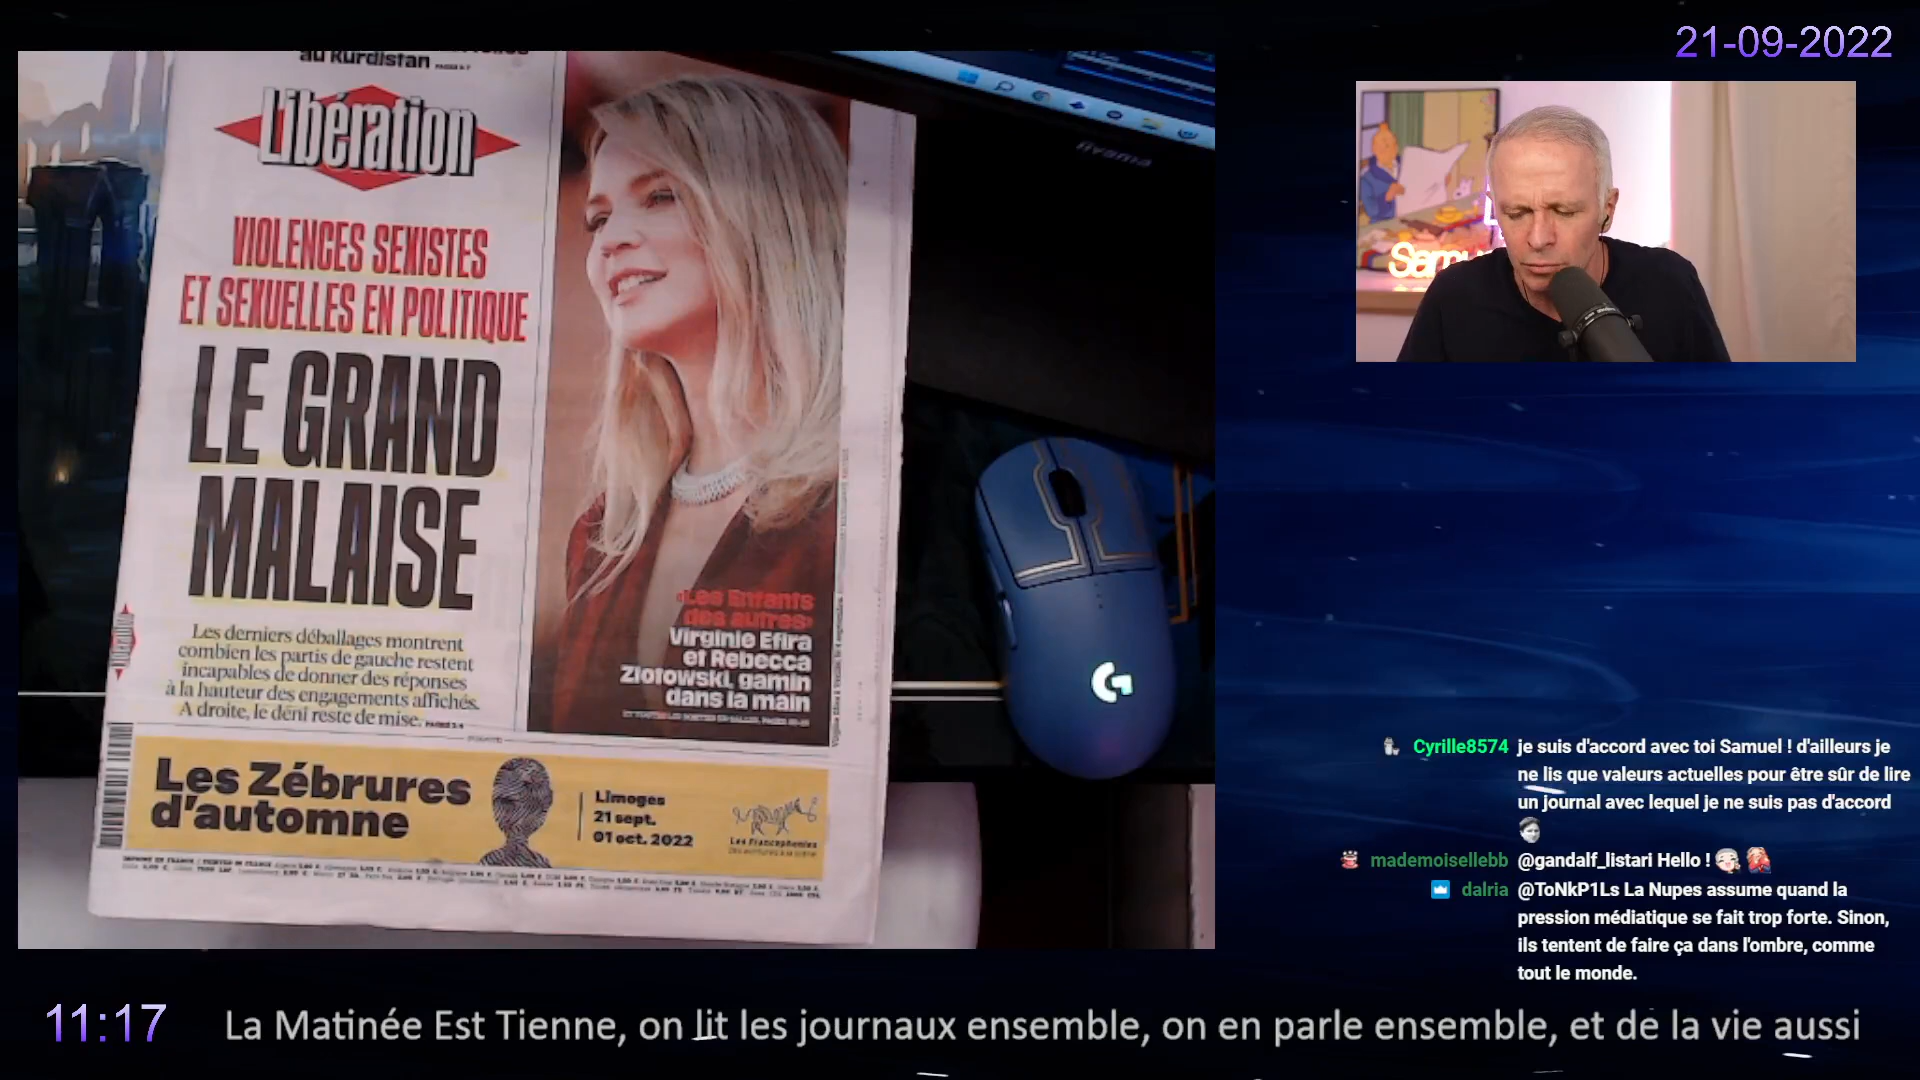 21-09-2022
au Kurdistan
Libération
VIOLENCES SEXISTES
ET SEXUELLES EN POLITIQUE
LE GRAND
MALAISE
Les derniers déballages montrent
combien les partis de gauche restent
incapables de donner des réponses
à la hauteur des engagements affichés.
A droite, le déni reste de mise.
«Les Enfants
des autres»
Virginie Efira
et Rebecca
Zlotowski, gamin
dans la main
Libération
Les Zébrures
d'automne
Limoges
21 sept.
01 oct. 2022
Les Francophonies
iiyama
G
Cyrille8574 je suis d'accord avec toi Samuel ! d'ailleurs je
ne lis que valeurs actuelles pour être sûr de lire
un journal avec lequel je ne suis pas d'accord
mademoisellebb @gandalf_listari Hello !
dalria @ToNkP1Ls La Nupes assume quand la
pression médiatique se fait trop forte. Sinon,
ils tentent de faire ça dans l'ombre, comme
tout le monde.
11:17
La Matinée Est Tienne, on lit les journaux ensemble, on en parle ensemble, et de la vie aussi